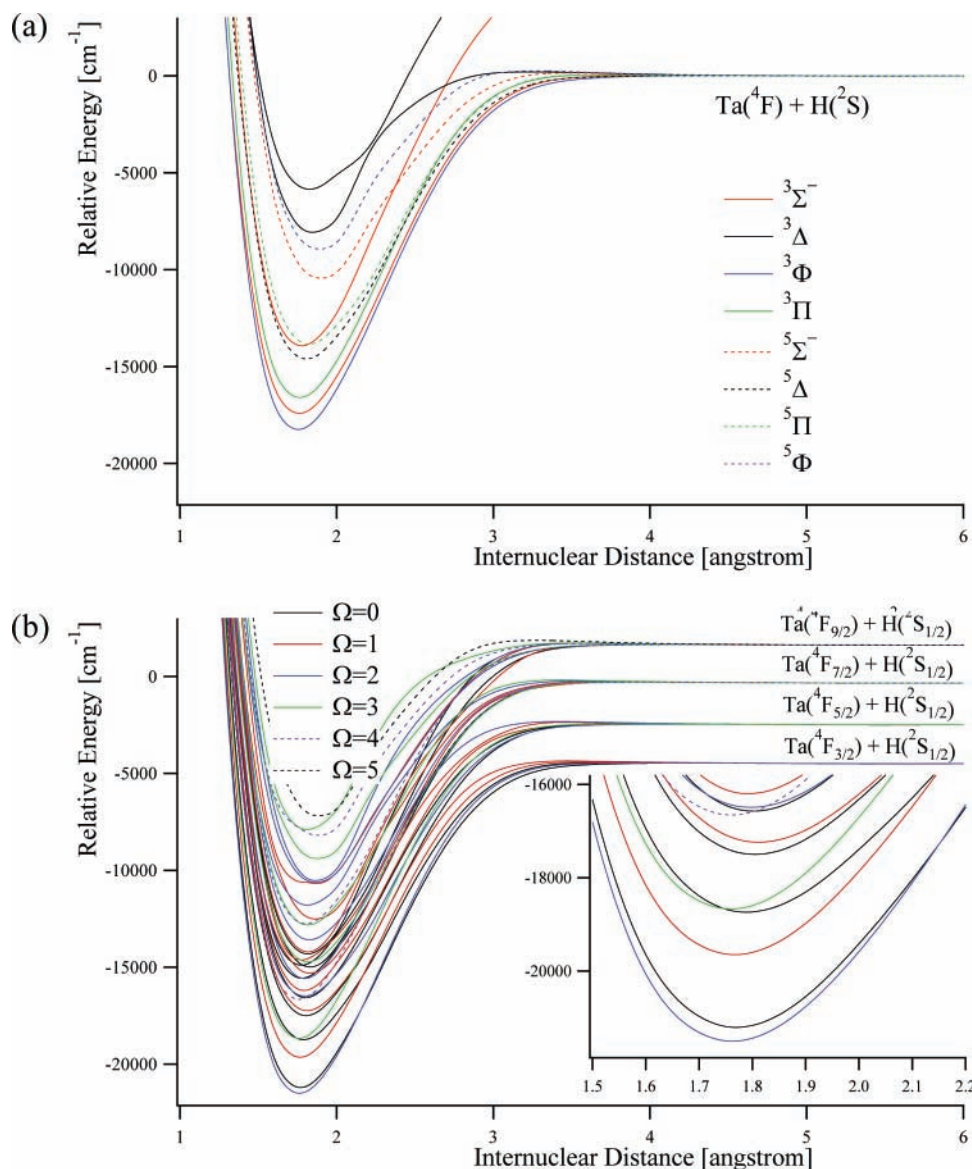 (a)
Relative Energy [cm⁻¹]
0
-5000
-10000
-15000
-20000
Ta(⁴F) + H(²S)
³Σ⁻
³Δ
³Φ
³Π
⁵Σ⁻
⁵Δ
⁵Π
⁵Φ
1 2 3 4 5 6
Internuclear Distance [angstrom]
(b)
Relative Energy [cm⁻¹]
0
-5000
-10000
-15000
-20000
Ω=0
Ω=1
Ω=2
Ω=3
Ω=4
Ω=5
Ta(⁴F₇/₂) + H(²S₁/₂)
Ta(⁴F₅/₂) + H(²S₁/₂)
Ta(⁴F₃/₂) + H(²S₁/₂)
-16000
-18000
-20000
1.5 1.6 1.7 1.8 1.9 2.0 2.1 2.2
1 2 3 4 5 6
Internuclear Distance [angstrom]